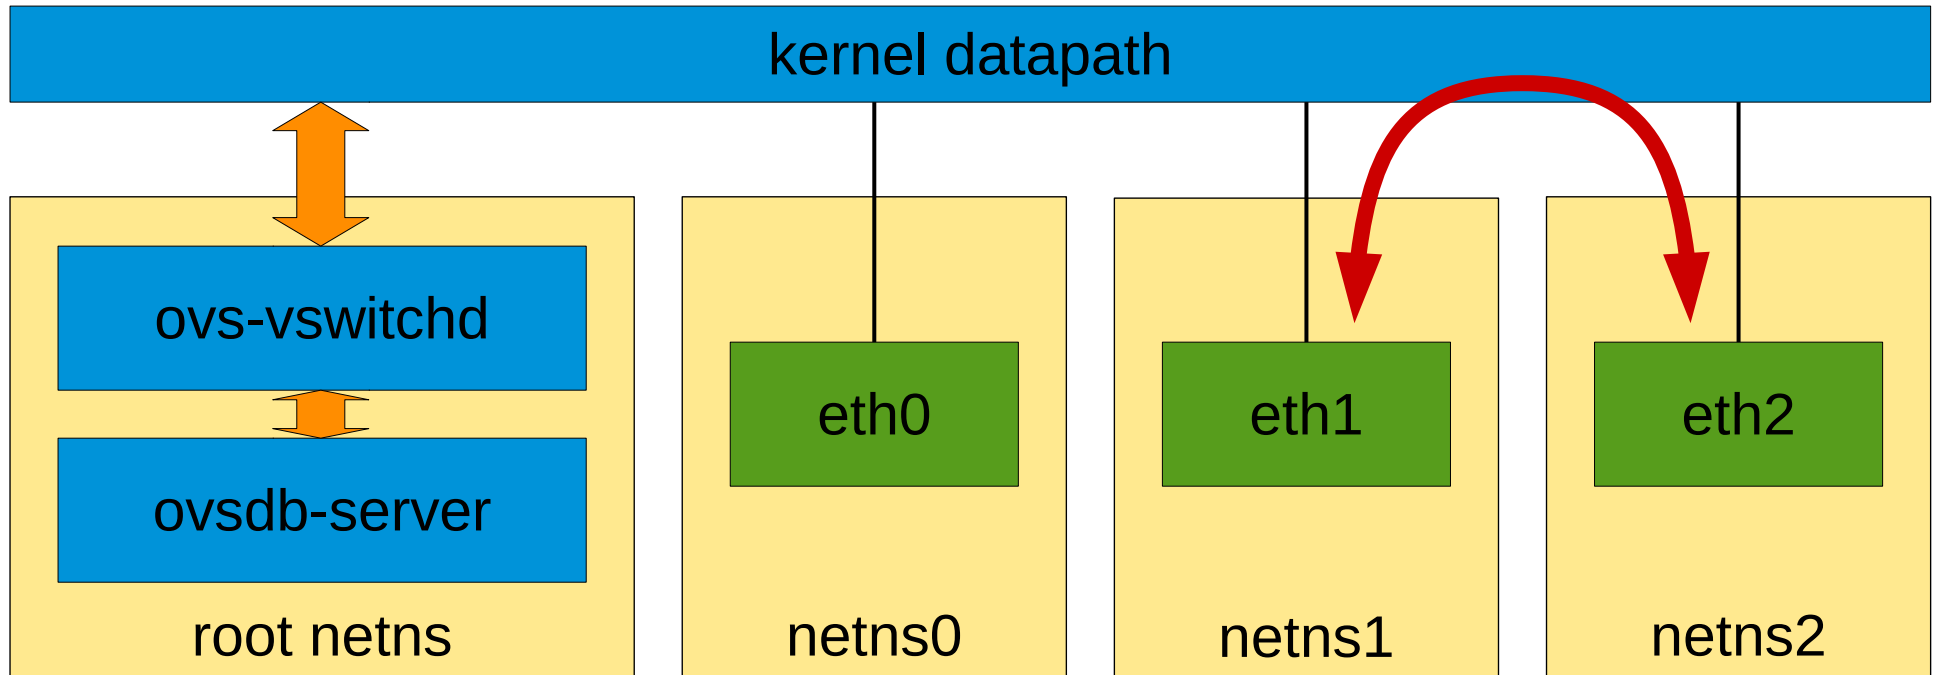 kernel datapath
ovs-vswitchd
ovsdb-server
root netns
eth0
netns0
eth1
netns1
eth2
netns2